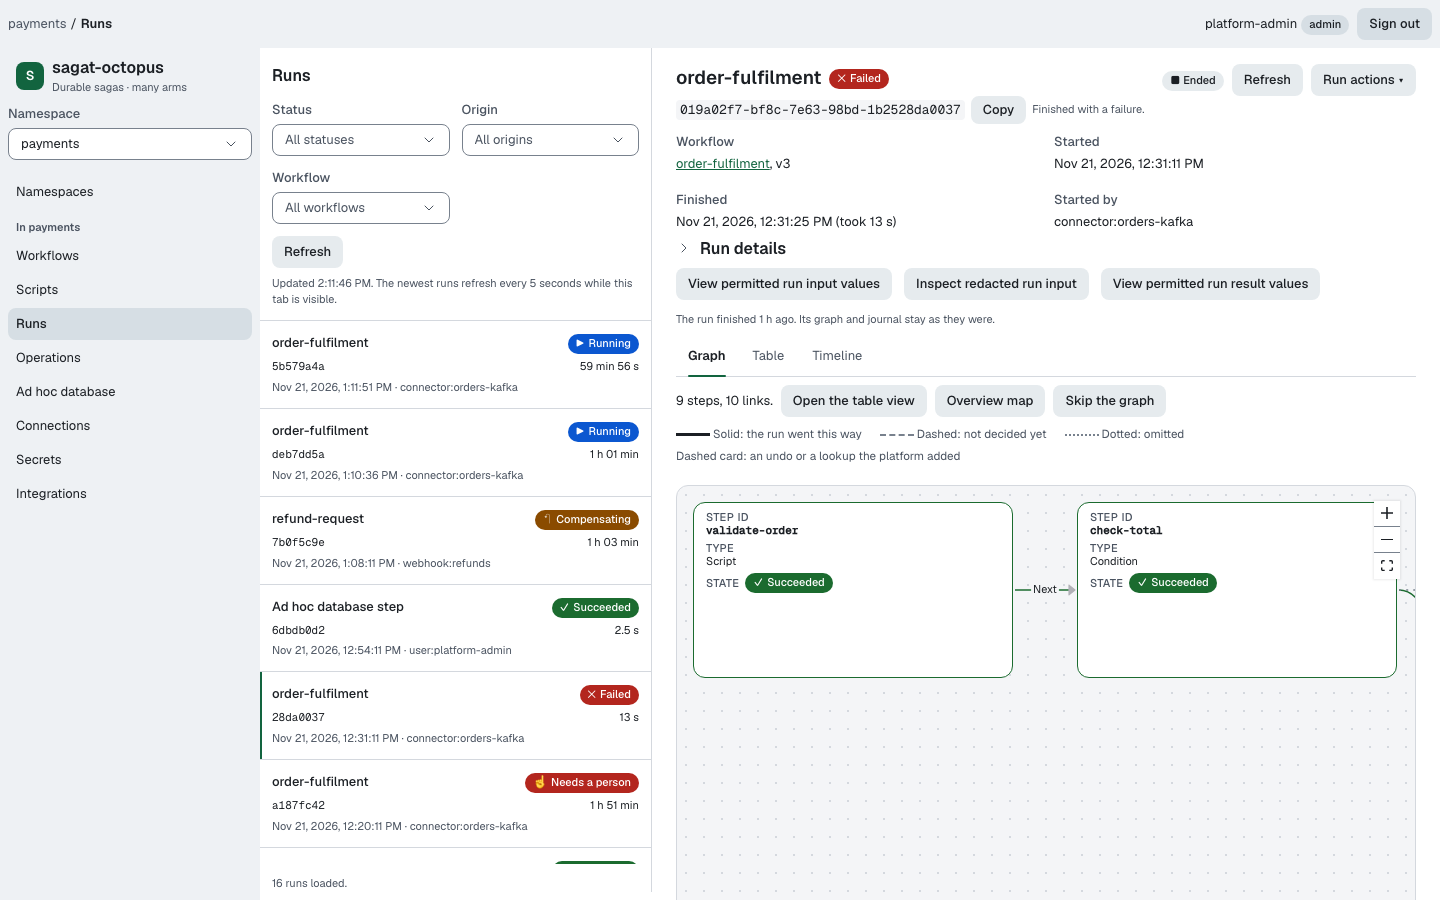 payments / Runs
platform-admin admin Sign out
S
sagat-octopus
Durable sagas · many arms
Namespace
payments
Namespaces
In payments
Workflows
Scripts
Runs
Operations
Ad hoc database
Connections
Secrets
Integrations
Runs
Status Origin
All statuses All origins
Workflow
All workflows
Refresh
Updated 2:11:46 PM. The newest runs refresh every 5 seconds while this
tab is visible.
order-fulfilment Running
5b579a4a 59 min 56 s
Nov 21, 2026, 1:11:51 PM · connector:orders-kafka
order-fulfilment Running
deb7dd5a 1 h 01 min
Nov 21, 2026, 1:10:36 PM · connector:orders-kafka
refund-request Compensating
7b0f5c9e 1 h 03 min
Nov 21, 2026, 1:08:11 PM · webhook:refunds
Ad hoc database step Succeeded
6dbdb0d2 2.5 s
Nov 21, 2026, 12:54:11 PM · user:platform-admin
order-fulfilment Failed
28da0037 13 s
Nov 21, 2026, 12:31:11 PM · connector:orders-kafka
order-fulfilment Needs a person
a187fc42 1 h 51 min
Nov 21, 2026, 12:20:11 PM · connector:orders-kafka
16 runs loaded.
order-fulfilment Failed
Ended Refresh Run actions
019a02f7-bf8c-7e63-98bd-1b2528da0037 Copy Finished with a failure.
Workflow Started
order-fulfilment, v3 Nov 21, 2026, 12:31:11 PM
Finished Started by
Nov 21, 2026, 12:31:25 PM (took 13 s) connector:orders-kafka
Run details
View permitted run input values Inspect redacted run input View permitted run result values
The run finished 1 h ago. Its graph and journal stay as they were.
Graph Table Timeline
9 steps, 10 links. Open the table view Overview map Skip the graph
Solid: the run went this way Dashed: not decided yet Dotted: omitted
Dashed card: an undo or a lookup the platform added
STEP ID
validate-order
TYPE
Script
STATE Succeeded
Next
STEP ID
check-total
TYPE
Condition
STATE Succeeded